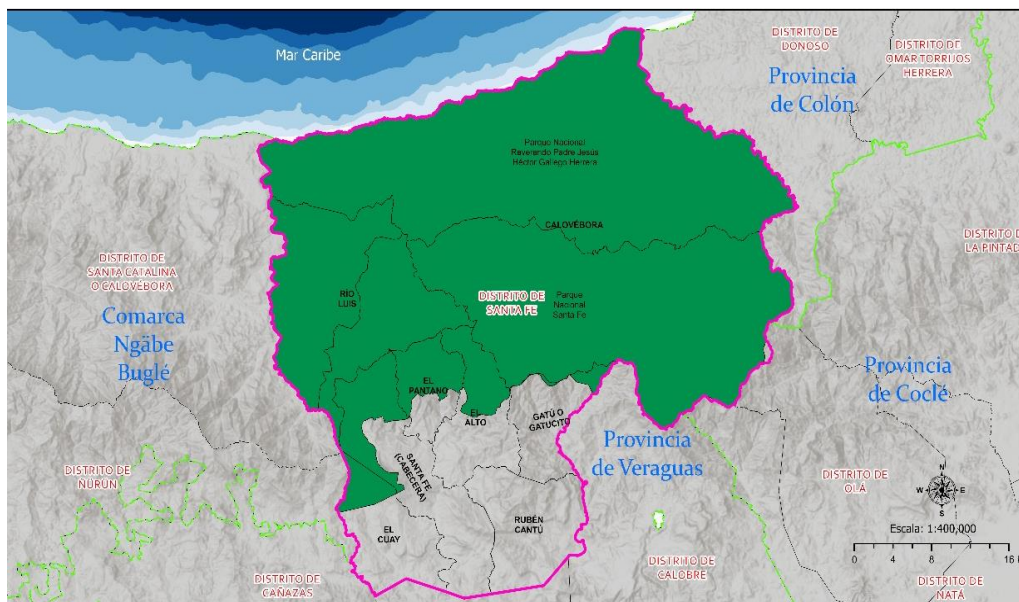 Mar Caribe
DISTRITO DE
DONOSO
DISTRITO DE
OMAR TORRIJOS
HERRERA
Provincia
de Colón
Parque Nacional
Raverando Padre Jesús
Réctor Gallego Herrera
CALOVÉBORA
DISTRITO DE
LA PINTAD
DISTRITO DE
SANTA CATALINA
O CALOVÉBORA
RÍO
LUIS
DISTRITO DE
SANTA FE
Parque
Nacional
Santa Fe
Comarca
Ngäbe
Buglé
Provincia
de Coclé
EL
PANTANO
EL
ALTO
GATÚ O
GATUCITO
Provincia
de Veraguas
SANTA FE
(CABECERA)
DISTRITO DE
ÑURÜN
DISTRITO DE
OLÁ
N
W E
S
EL
CUAY
RUBÉN
CANTÚ
Escala: 1:400,000
0 4 8 16 K
DISTRITO DE
CALOBRE
DISTRITO DE
CAÑAZAS
DISTRITO DE
NATÁ